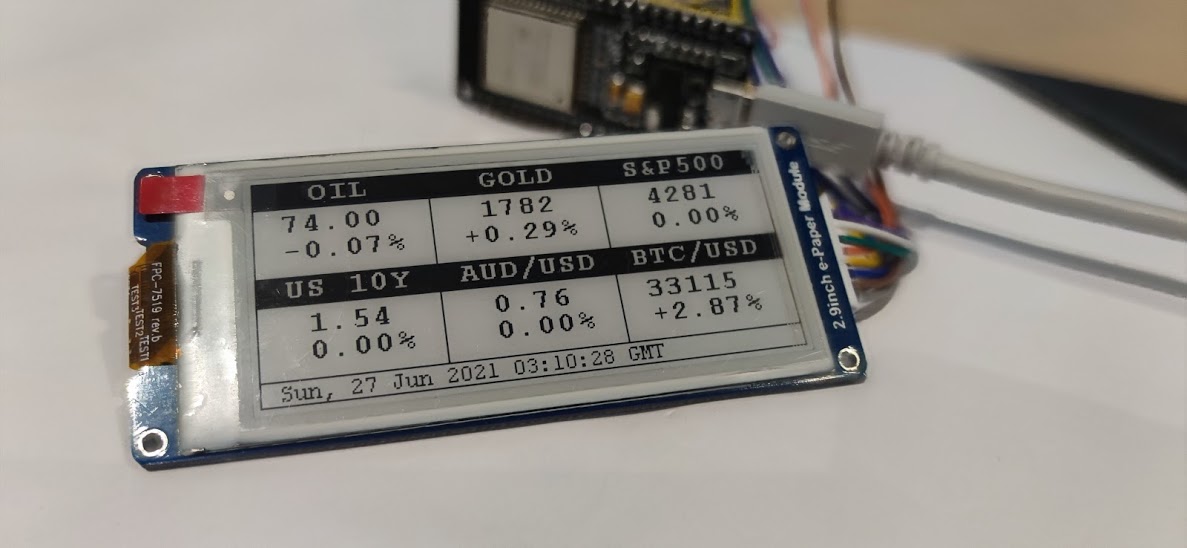 OIL GOLD S&P500
74.00 1782 4281
-0.07% +0.29% 0.00%
US 10Y AUD/USD BTC/USD
1.54 0.76 33115
0.00% 0.00% +2.87%
Sun, 27 Jun 2021 03:10:28 GMT
2.9inch e-Paper Module
FPC-7519 rev.b
TEST3 TEST2 TEST1